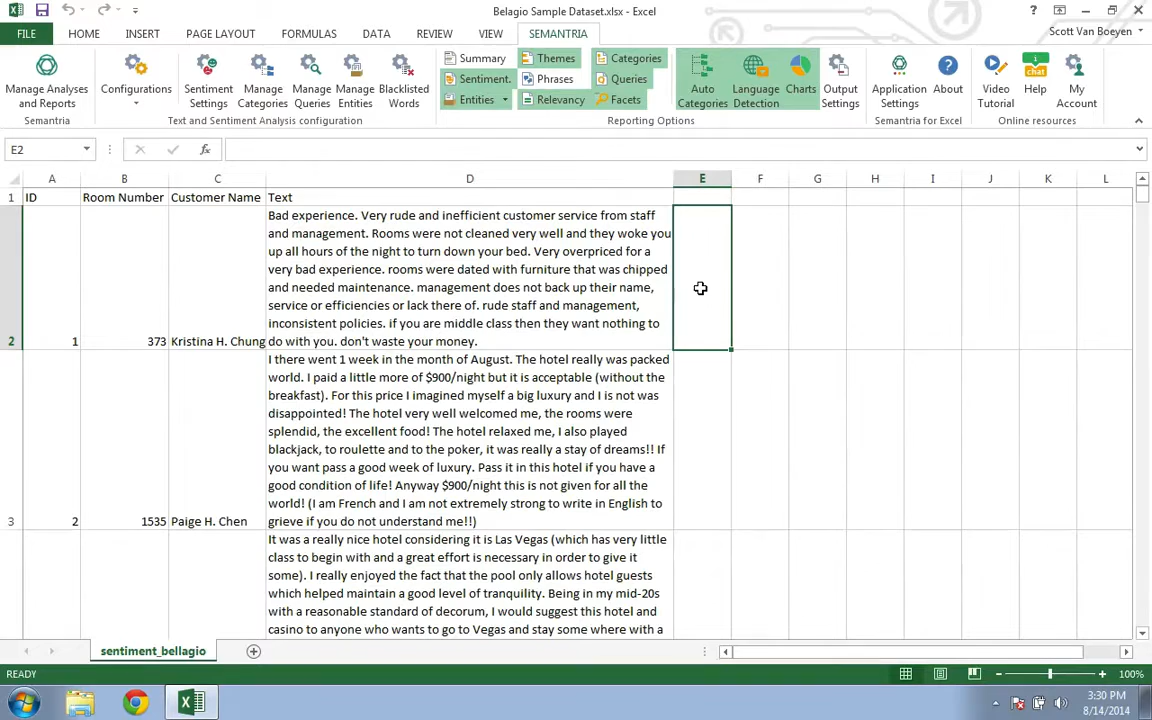 Belagio Sample Dataset.xlsx - Excel
FILE HOME INSERT PAGE LAYOUT FORMULAS DATA REVIEW VIEW SEMANTRIA Scott Van Boeyen
Manage Analyses and Reports
Semantria
Configurations
Sentiment Settings
Manage Categories
Manage Queries
Manage Entities
Blacklisted Words
Text and Sentiment Analysis configuration
Summary Themes Categories
Sentiment Phrases Queries
Entities Relevancy Facets
Auto Categories
Language Detection
Charts
Output Settings
Reporting Options
Application Settings
About
Semantria for Excel
Video Tutorial
chat
Help
My Account
Online resources
E2 fx
A B C D E F G H I J K L
1 ID Room Number Customer Name Text
Bad experience. Very rude and inefficient customer service from staff
and management. Rooms were not cleaned very well and they woke you
up all hours of the night to turn down your bed. Very overpriced for a
very bad experience. rooms were dated with furniture that was chipped
and needed maintenance. management does not back up their name,
service or efficiencies or lack there of. rude staff and management,
inconsistent policies. if you are middle class then they want nothing to
2 1 373 Kristina H. Chung do with you. don't waste your money.
I there went 1 week in the month of August. The hotel really was packed
world. I paid a little more of $900/night but it is acceptable (without the
breakfast). For this price I imagined myself a big luxury and I is not was
disappointed! The hotel very well welcomed me, the rooms were
splendid, the excellent food! The hotel relaxed me, I also played
blackjack, to roulette and to the poker, it was really a stay of dreams!! If
you want pass a good week of luxury. Pass it in this hotel if you have a
good condition of life! Anyway $900/night this is not given for all the
world! (I am French and I am not extremely strong to write in English to
3 2 1535 Paige H. Chen grieve if you do not understand me!!)
It was a really nice hotel considering it is Las Vegas (which has very little
class to begin with and a great effort is necessary in order to give it
some). I really enjoyed the fact that the pool only allows hotel guests
which helped maintain a good level of tranquility. Being in my mid-20s
with a reasonable standard of decorum, I would suggest this hotel and
casino to anyone who wants to go to Vegas and stay some where with a
sentiment_bellagio
READY 100%
3:30 PM
8/14/2014